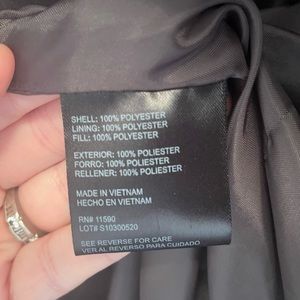 SHELL: 100% POLYESTER
LINING: 100% POLYESTER
FILL: 100% POLYESTER
EXTERIOR: 100% POLIESTER
FORRO: 100% POLIESTER
RELLENER: 100% POLIESTER
MADE IN VIETNAM
HECHO EN VIETNAM
RN# 11590
LOT# S10300520
SEE REVERSE FOR CARE
VER AL REVERSO PARA CUIDADO